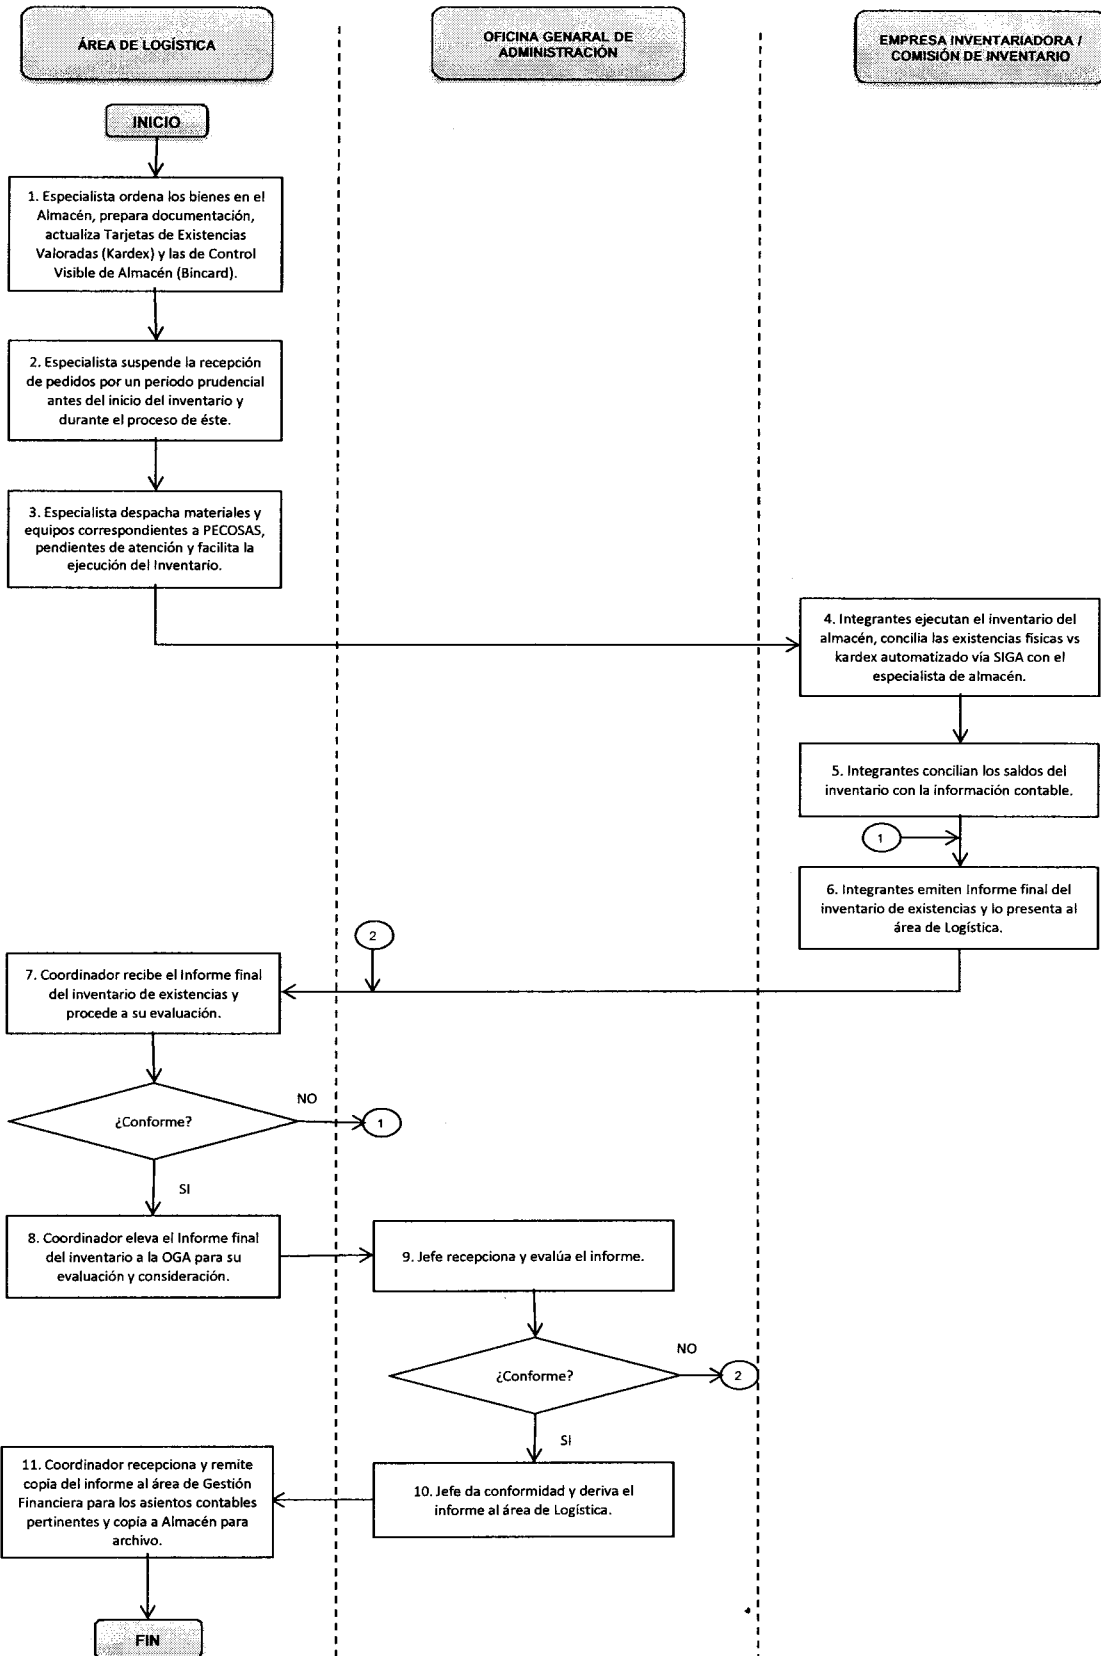 ÁREA DE LOGÍSTICA
OFICINA GENARAL DE
ADMINISTRACIÓN
EMPRESA INVENTARIADORA /
COMISIÓN DE INVENTARIO
INICIO
1. Especialista ordena los bienes en el
Almacén, prepara documentación,
actualiza Tarjetas de Existencias
Valoradas (Kardex) y las de Control
Visible de Almacén (Bincard).
2. Especialista suspende la recepción
de pedidos por un periodo prudencial
antes del inicio del inventario y
durante el proceso de éste.
3. Especialista despacha materiales y
equipos correspondientes a PECOSAS,
pendientes de atención y facilita la
ejecución del Inventario.
4. Integrantes ejecutan el inventario del
almacén, concilia las existencias físicas vs
kardex automatizado vía SIGA con el
especialista de almacén.
5. Integrantes concilian los saldos del
inventario con la información contable.
1
6. Integrantes emiten Informe final del
inventario de existencias y lo presenta al
área de Logística.
2
7. Coordinador recibe el Informe final
del inventario de existencias y
procede a su evaluación.
¿Conforme?
NO
1
SI
8. Coordinador eleva el Informe final
del inventario a la OGA para su
evaluación y consideración.
9. Jefe recepciona y evalúa el informe.
¿Conforme?
NO
2
SI
10. Jefe da conformidad y deriva el
informe al área de Logística.
11. Coordinador recepciona y remite
copia del informe al área de Gestión
Financiera para los asientos contables
pertinentes y copia a Almacén para
archivo.
FIN